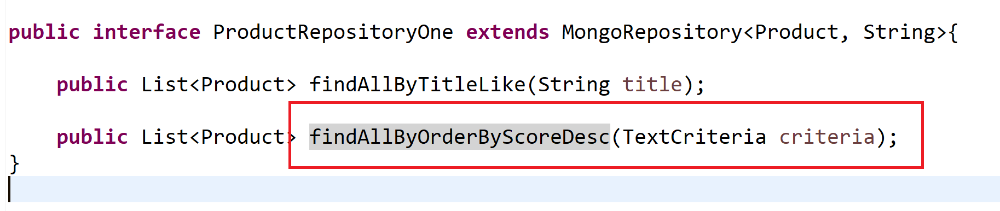 public interface ProductRepositoryOne extends MongoRepository<Product, String>{
public List<Product> findAllByTitleLike(String title);
public List<Product> findAllByOrderByScoreDesc(TextCriteria criteria);
}